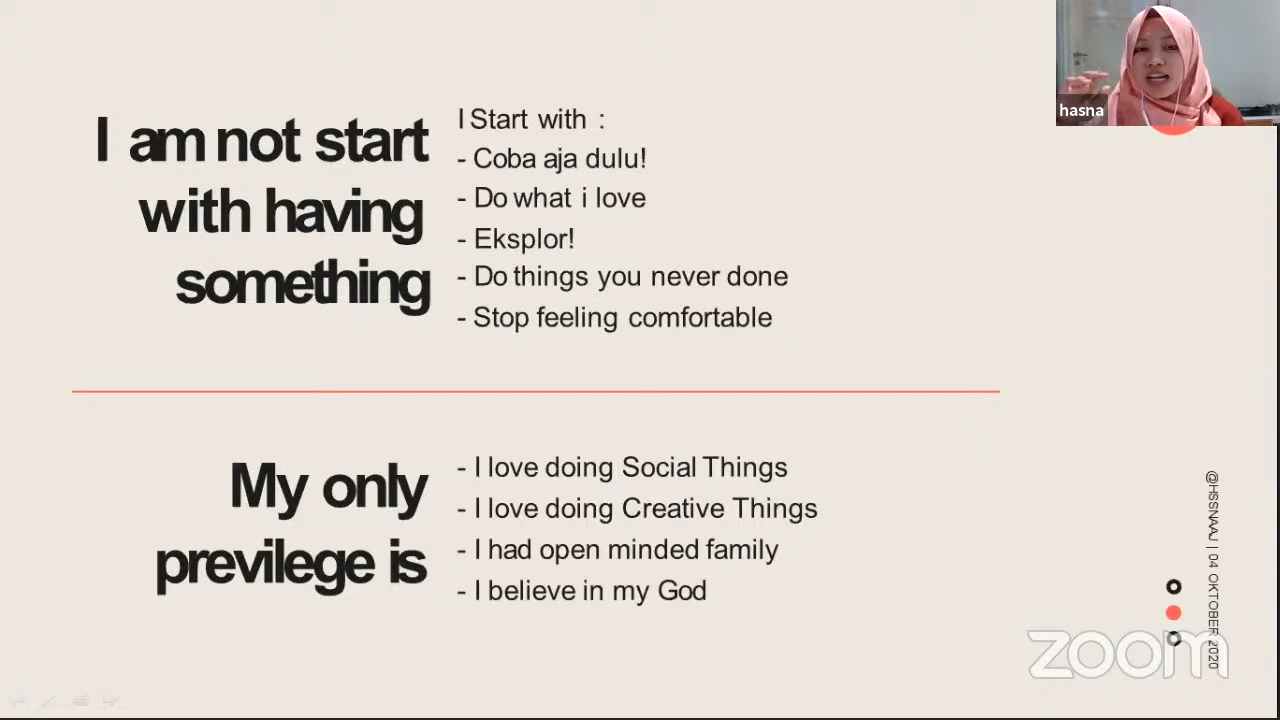 hasna
I am not start
with having
something
I Start with :
- Coba aja dulu!
- Do what i love
- Eksplor!
- Do things you never done
- Stop feeling comfortable
My only
previlege is
- I love doing Social Things
- I love doing Creative Things
- I had open minded family
- I believe in my God
@HSSNAAJ | 04 OKTOBER 2020
zoom